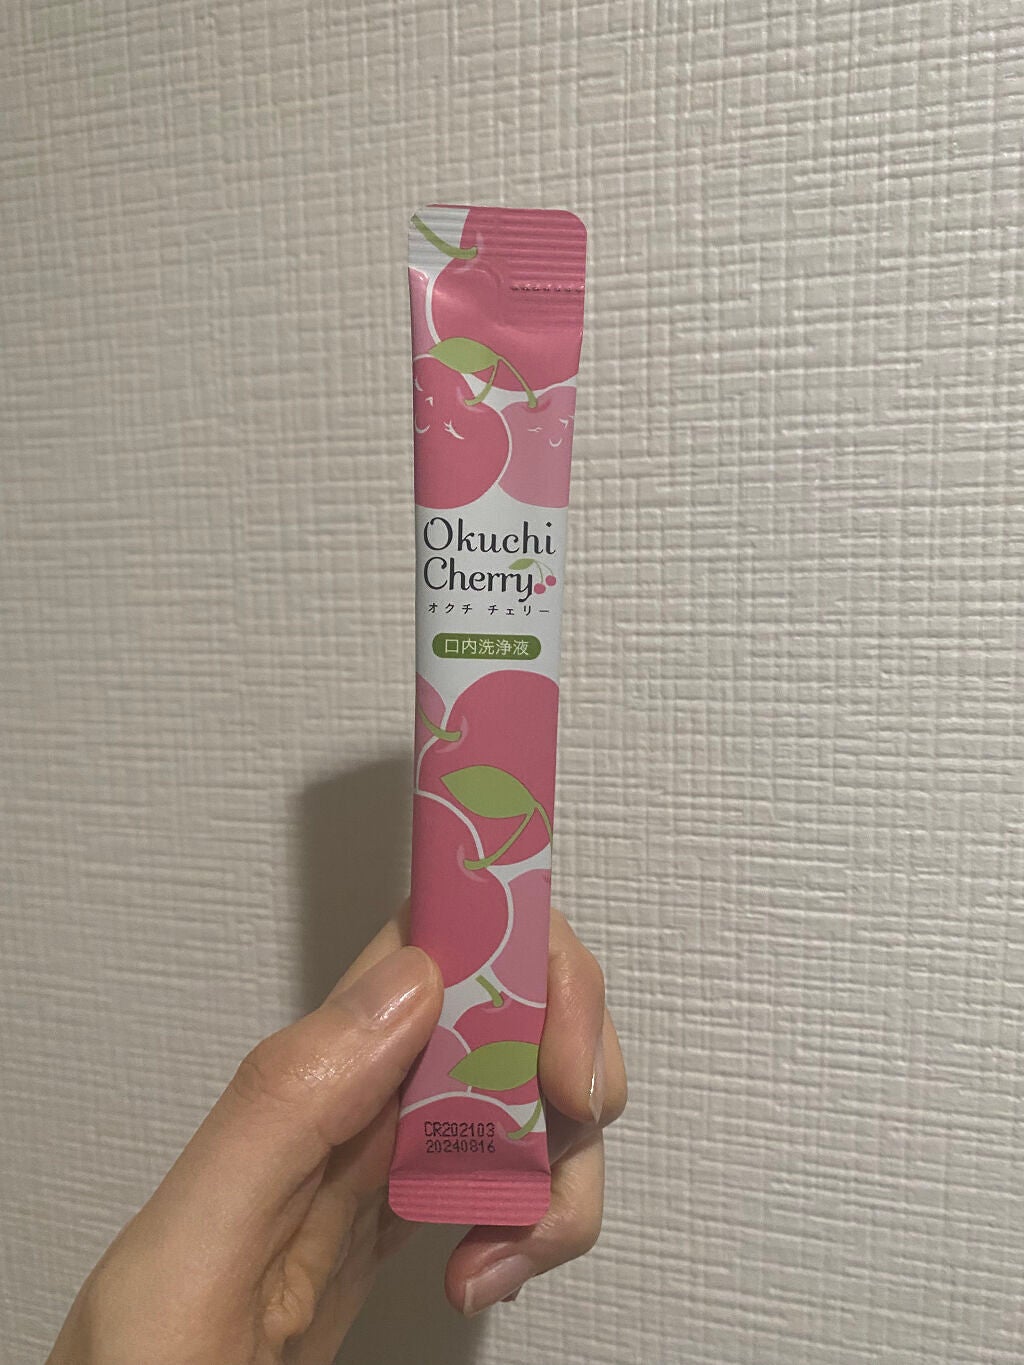 Okuchi
Cherry
オクチ チェリー
口内洗浄液
CR202103
20240816